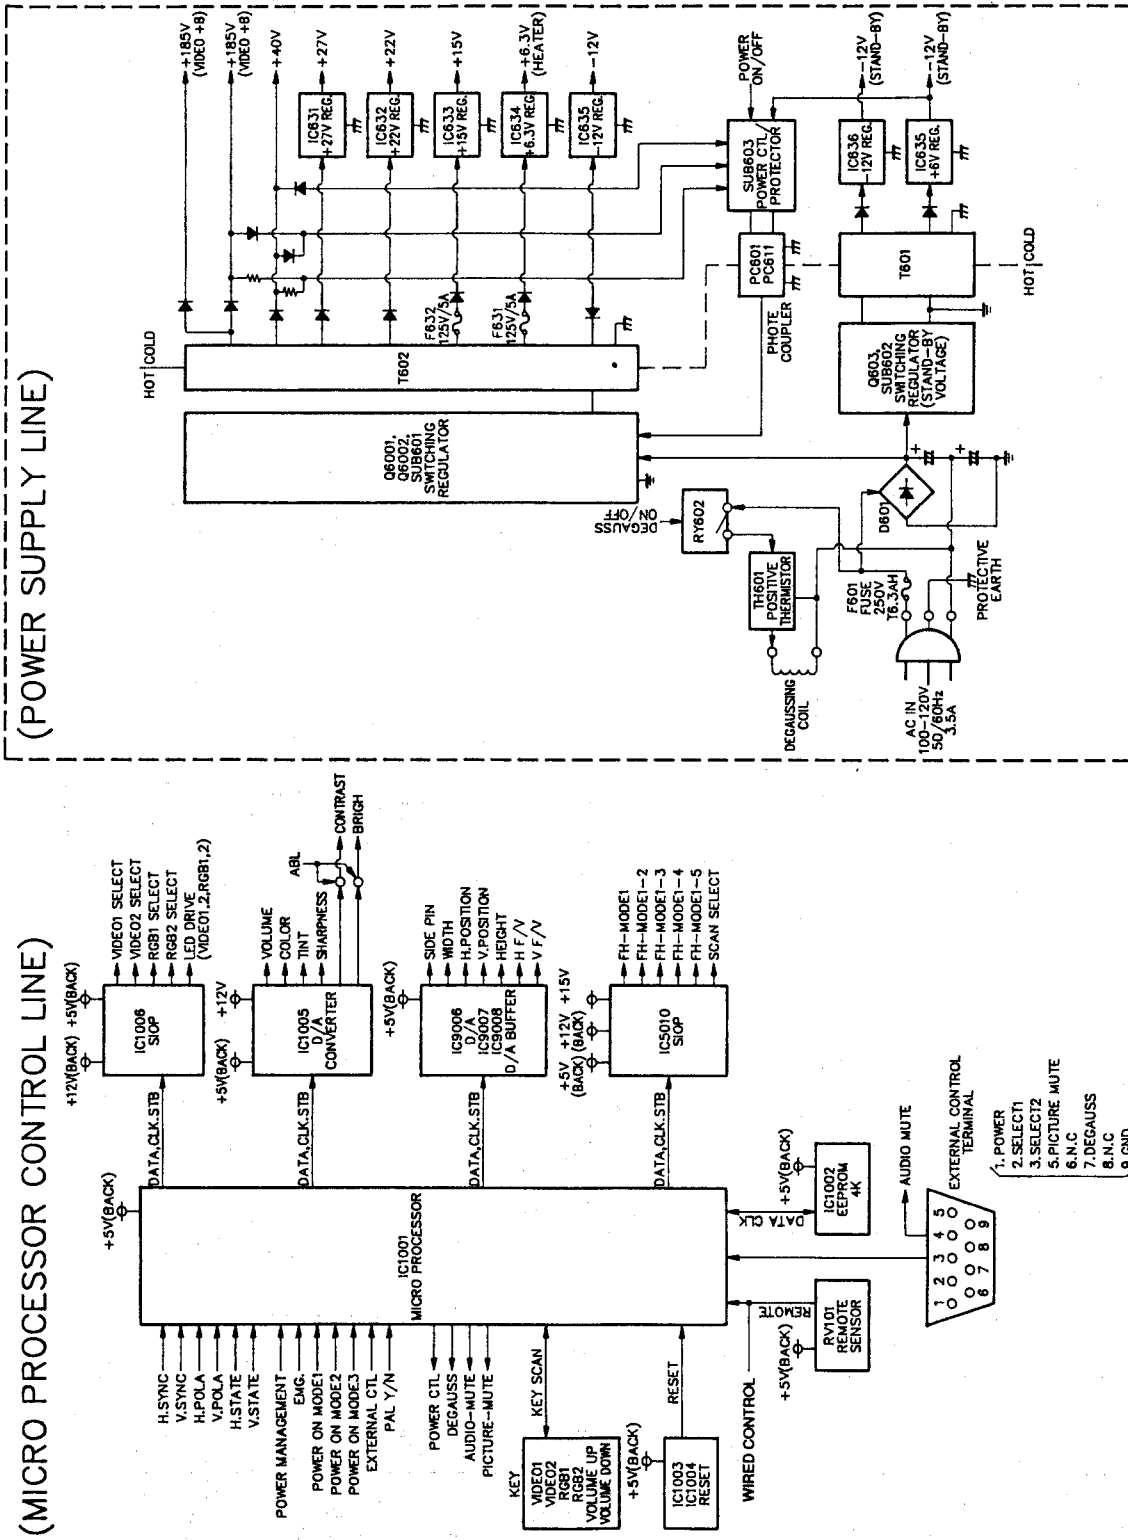 (MICRO PROCESSOR CONTROL LINE)
H.SYNC
V.SYNC
H.POLA
V.POLA
H.STATE
V.STATE
POWER MANAGEMENT
EMG.
POWER ON MODE1
POWER ON MODE2
POWER ON MODE3
EXTERNAL CTL
PAL Y/N
POWER CTL
DEGAUSS
AUDIO-MUTE
PICTURE-MUTE
KEY
VIDEO1
VIDEO2
RGB1
RGB2
VOLUME UP
VOLUME DOWN
KEY SCAN
+5V(BACK)
IC1003
IC1004
RESET
RESET
WIRED CONTROL
+5V(BACK)
IC1001
MICRO PROCESSOR
REMOTE
+5V(BACK)
RV101
REMOTE
SENSOR
DATA CLK
+5V(BACK)
IC1002
EEPROM
4K
AUDIO MUTE
EXTERNAL CONTROL
TERMINAL
1 2 3 4 5
6 7 8 9
1. POWER
2. SELECT1
3. SELECT2
5. PICTURE MUTE
6. N.C
7. DEGAUSS
8. N.C
9. GND
DATA,CLK.STB
+12V(BACK)
+5V(BACK)
IC1006
SIOP
VIDEO1 SELECT
VIDEO2 SELECT
RGB1 SELECT
RGB2 SELECT
LED DRIVE
(VIDEO1,2,RGB1,2)
DATA,CLK.STB
+5V(BACK)
+12V
IC1005
D/A
CONVERTER
VOLUME
COLOR
TINT
SHARPNESS
ABL
CONTRAST
BRIGH
DATA,CLK.STB
+5V(BACK)
IC9006
D/A
IC9007
IC9008
D/A BUFFER
SIDE PIN
WIDTH
H.POSITION
V.POSITION
HEIGHT
H F/V
V F/V
DATA,CLK.STB
+5V
(BACK)
+12V
(BACK)
+15V
IC5010
SIOP
FH-MODE1
FH-MODE1-2
FH-MODE1-3
FH-MODE1-4
FH-MODE1-5
SCAN SELECT
(POWER SUPPLY LINE)
HOT
COLD
Q6001,
Q6002,
SUB601
SWITCHING
REGULATOR
T602
F632
125V/5A
F631
125V/5A
IC631
+27V REG.
IC632
+22V REG.
IC633
+15V REG.
IC634
+6.3V REG.
IC635
-12V REG.
+185V
(VIDEO +B)
+185V
(VIDEO +B)
+40V
+27V
+22V
+15V
+6.3V
(HEATER)
-12V
DEGAUSS
ON/OFF
RY602
TH601
POSITIVE
THERMISTOR
DEGAUSSING
COIL
PHOTE
COUPLER
PC601
PC611
SUB603
POWER CTL/
PROTECTOR
POWER
ON/OFF
AC IN
100-120V
50/60Hz
3.5A
F601
FUSE
250V
T6.3AH
PROTECTIVE
EARTH
D601
+
+
Q603,
SUB602
SWITCHING
REGULATOR
(STAND-BY
VOLTAGE)
T601
HOT
COLD
IC636
-12V REG.
IC635
+6V REG.
-12V
(STAND-BY)
-12V
(STAND-BY)